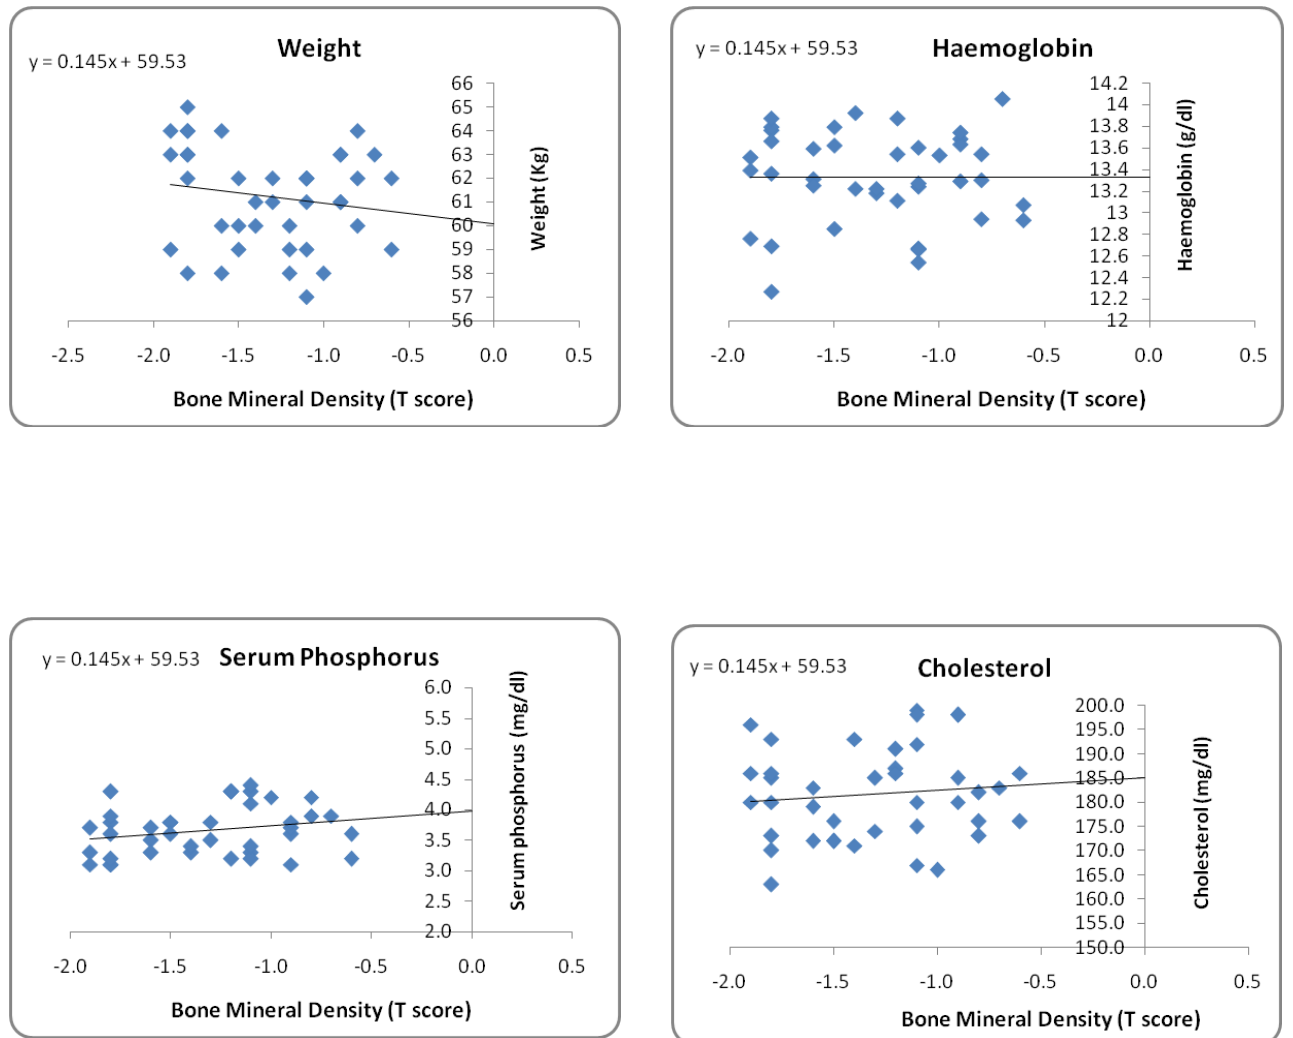 Weight
y = 0.145x + 59.53
66
65
64
63
62
61
60
59
58
57
56
Weight (Kg)
-2.5 -2.0 -1.5 -1.0 -0.5 0.0 0.5
Bone Mineral Density (T score)
y = 0.145x + 59.53 Haemoglobin
14.2
14
13.8
13.6
13.4
13.2
13
12.8
12.6
12.4
12.2
12
Haemoglobin (g/dl)
-2.0 -1.5 -1.0 -0.5 0.0 0.5
Bone Mineral Density (T score)
y = 0.145x + 59.53 Serum Phosphorus
6.0
5.5
5.0
4.5
4.0
3.5
3.0
2.5
2.0
Serum phosphorus (mg/dl)
-2.0 -1.5 -1.0 -0.5 0.0 0.5
Bone Mineral Density (T score)
y = 0.145x + 59.53 Cholesterol
200.0
195.0
190.0
185.0
180.0
175.0
170.0
165.0
160.0
155.0
150.0
Cholesterol (mg/dl)
-2.0 -1.5 -1.0 -0.5 0.0 0.5
Bone Mineral Density (T score)